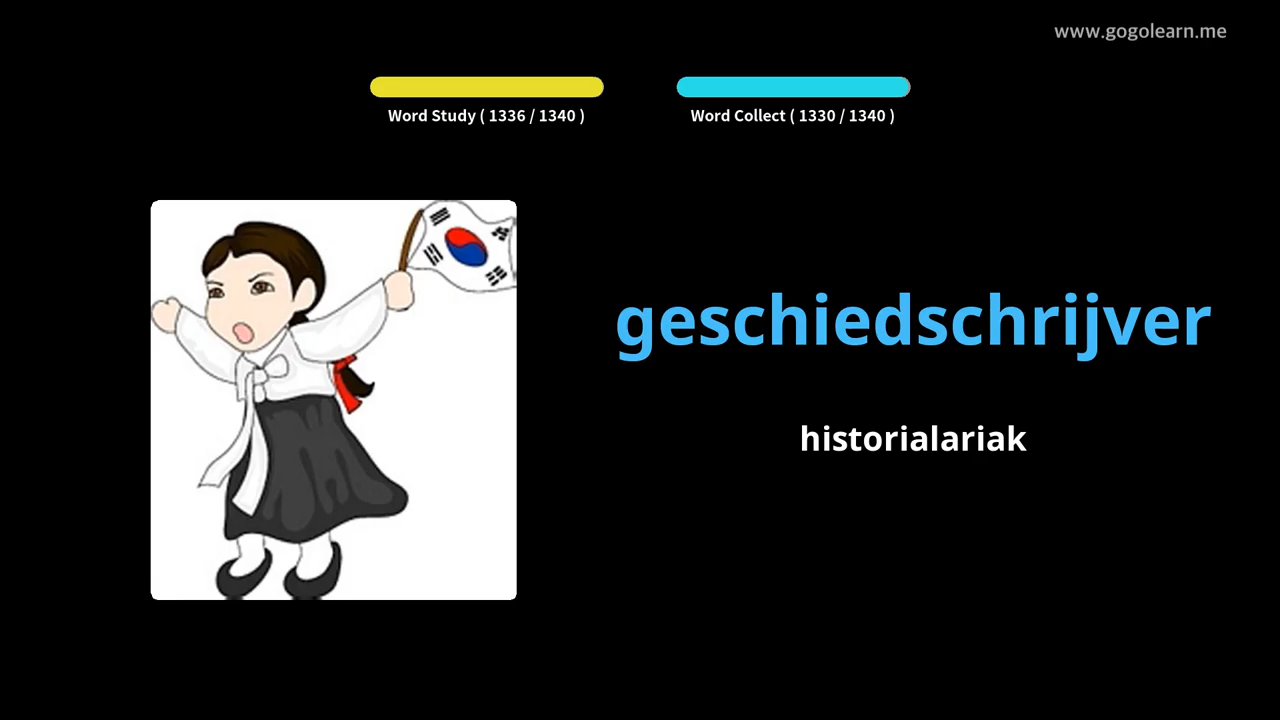 www.gogolearn.me
Word Study ( 1336 / 1340 )
Word Collect ( 1330 / 1340 )
geschiedschrijver
historialariak